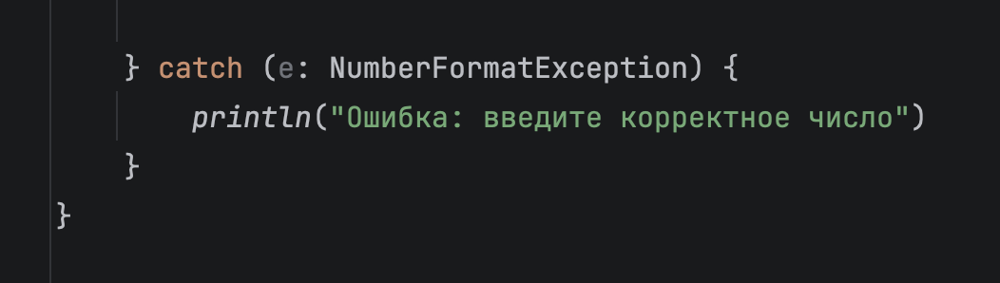 } catch (e: NumberFormatException) {
println("Ошибка: введите корректное число")
}
}